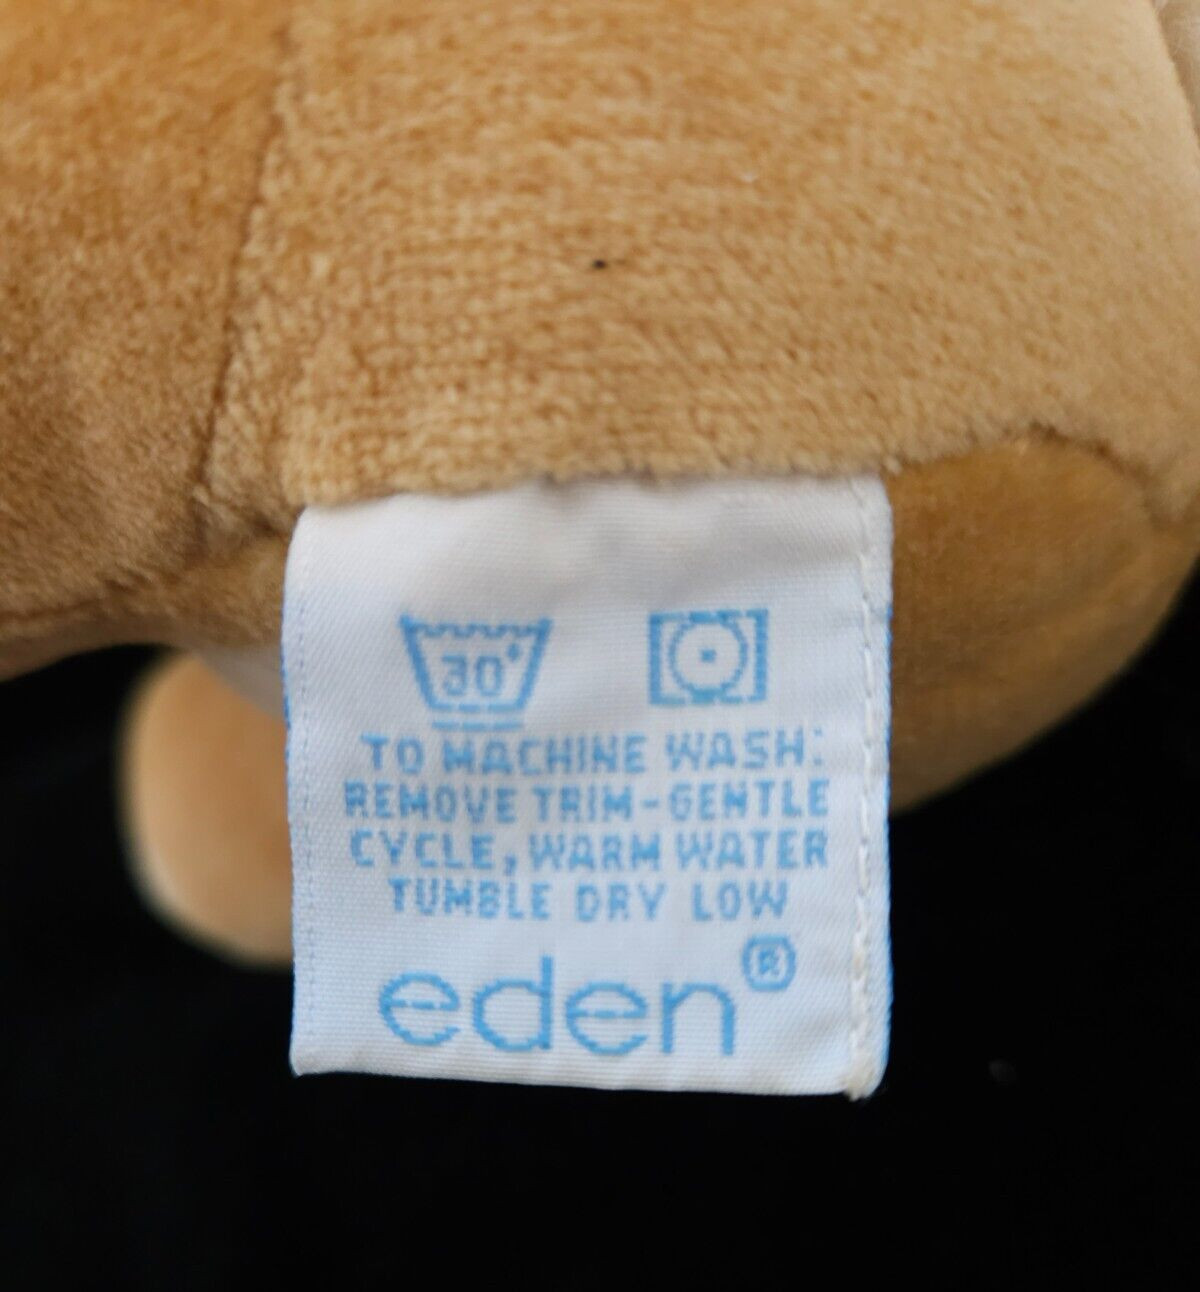 30°
TO MACHINE WASH:
REMOVE TRIM-GENTLE
CYCLE, WARM WATER
TUMBLE DRY LOW
eden®